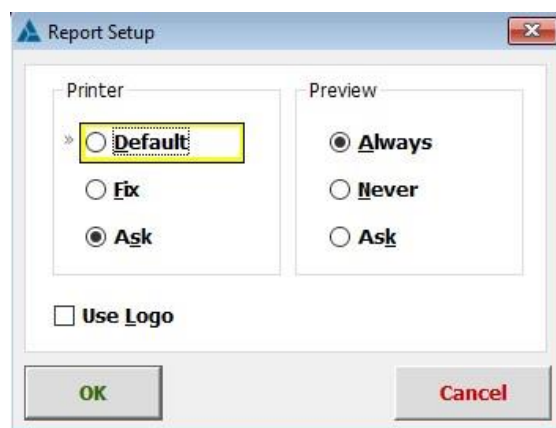 Report Setup
Printer
Preview
» Default
Always
Fix
Never
Ask
Ask
Use Logo
OK
Cancel